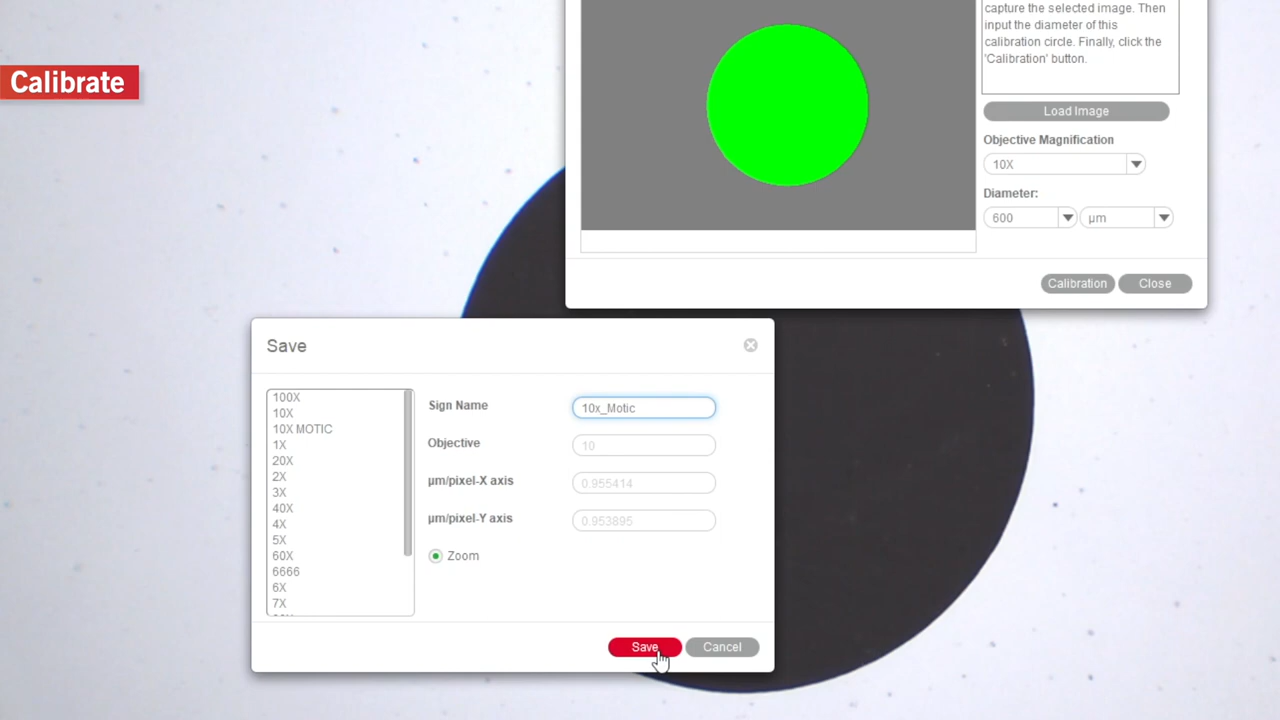 Calibrate
capture the selected image. Then
input the diameter of this
calibration circle. Finally, click the
'Calibration' button.
Load Image
Objective Magnification
10X
Diameter:
600 µm
Calibration Close
Save
100X
10X
10X MOTIC
1X
20X
2X
3X
40X
4X
5X
60X
6666
6X
7X
Sign Name 10x_Motic
Objective 10
µm/pixel-X axis 0.955414
µm/pixel-Y axis 0.953895
Zoom
Save Cancel